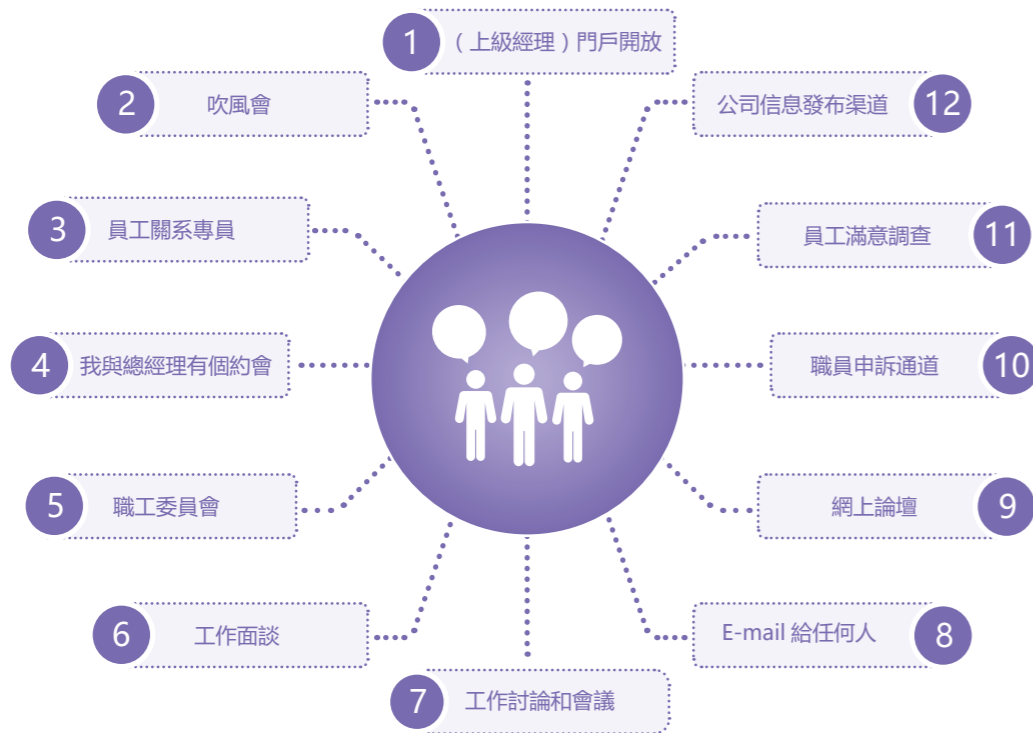 1 （上級經理）門戶開放
2 吹風會
3 員工關系專員
4 我與總經理有個約會
5 職工委員會
6 工作面談
7 工作討論和會議
8 E-mail 給任何人
9 網上論壇
10 職員申訴通道
11 員工滿意調查
12 公司信息發布渠道